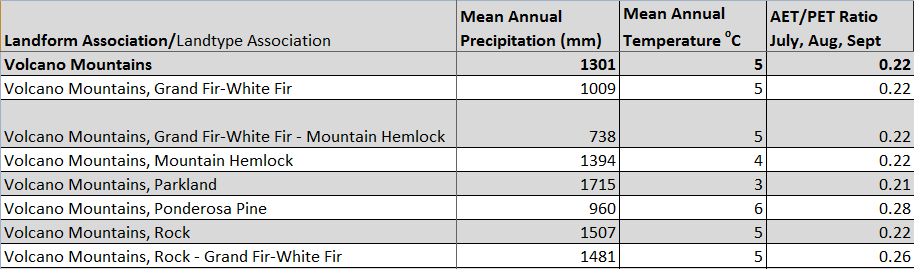 Landform Association/Landtype Association Mean Annual Precipitation (mm) Mean Annual Temperature ⁰C AET/PET Ratio July, Aug, Sept
Volcano Mountains 1301 5 0.22
Volcano Mountains, Grand Fir-White Fir 1009 5 0.22
Volcano Mountains, Grand Fir-White Fir - Mountain Hemlock 738 5 0.22
Volcano Mountains, Mountain Hemlock 1394 4 0.22
Volcano Mountains, Parkland 1715 3 0.21
Volcano Mountains, Ponderosa Pine 960 6 0.28
Volcano Mountains, Rock 1507 5 0.22
Volcano Mountains, Rock - Grand Fir-White Fir 1481 5 0.26